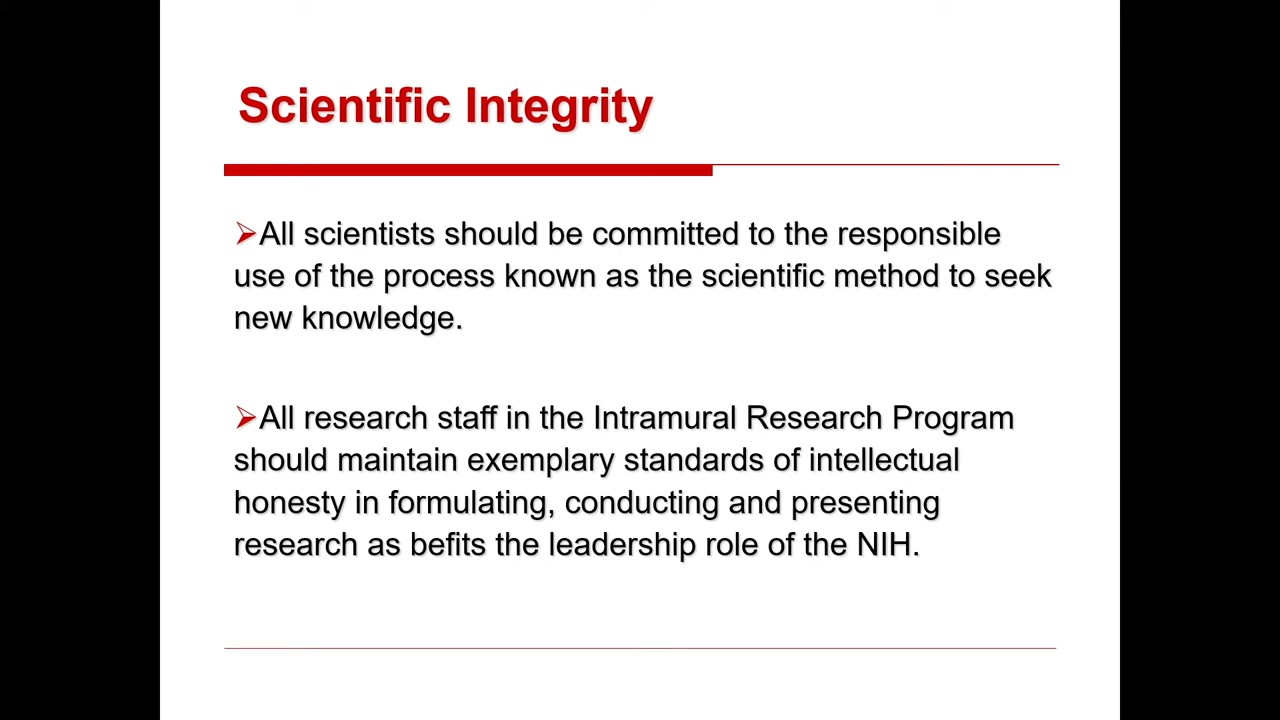 Scientific Integrity
➢All scientists should be committed to the responsible
use of the process known as the scientific method to seek
new knowledge.
➢All research staff in the Intramural Research Program
should maintain exemplary standards of intellectual
honesty in formulating, conducting and presenting
research as befits the leadership role of the NIH.